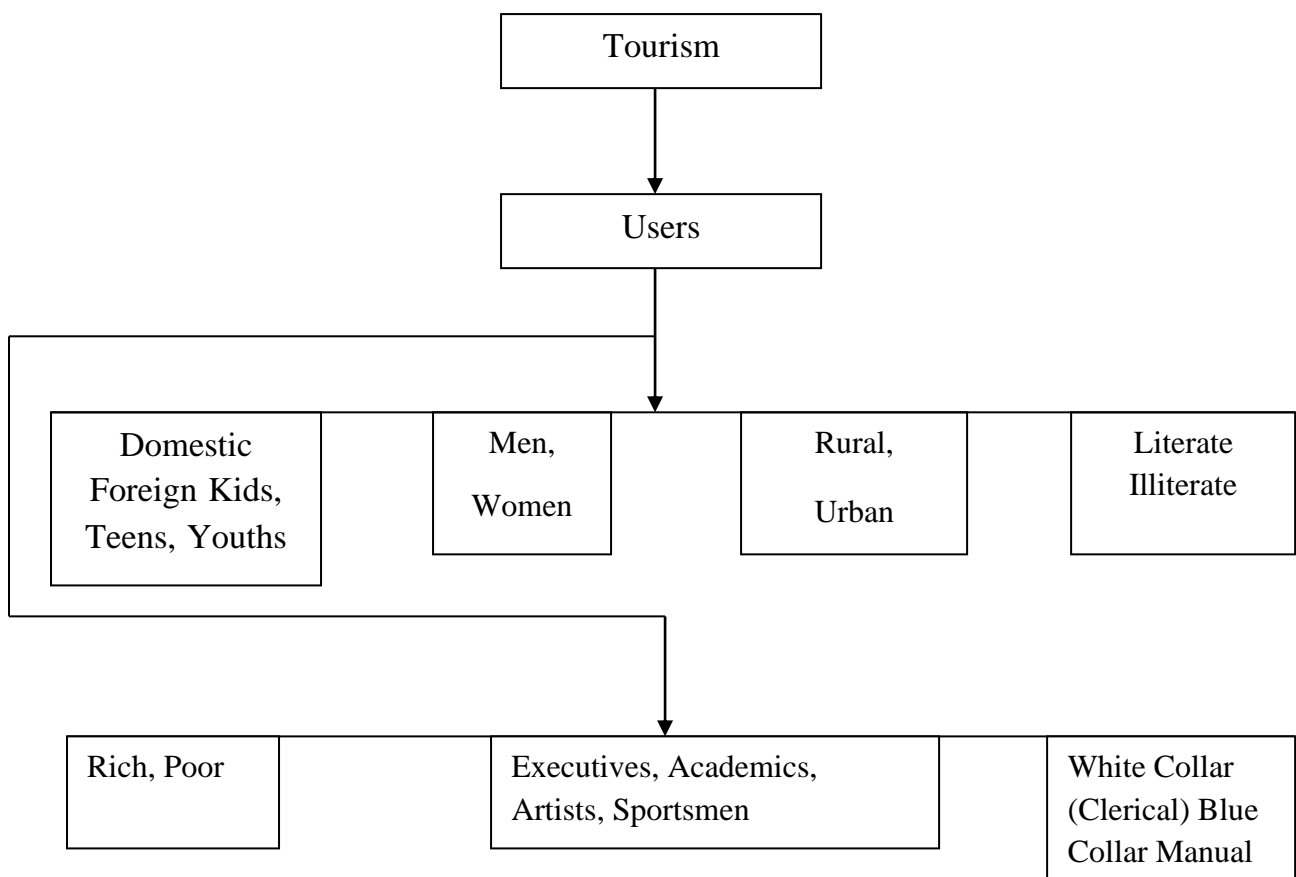 Tourism
Users
Domestic
Foreign Kids,
Teens, Youths
Men,
Women
Rural,
Urban
Literate
Illiterate
Rich, Poor
Executives, Academics,
Artists, Sportsmen
White Collar
(Clerical) Blue
Collar Manual